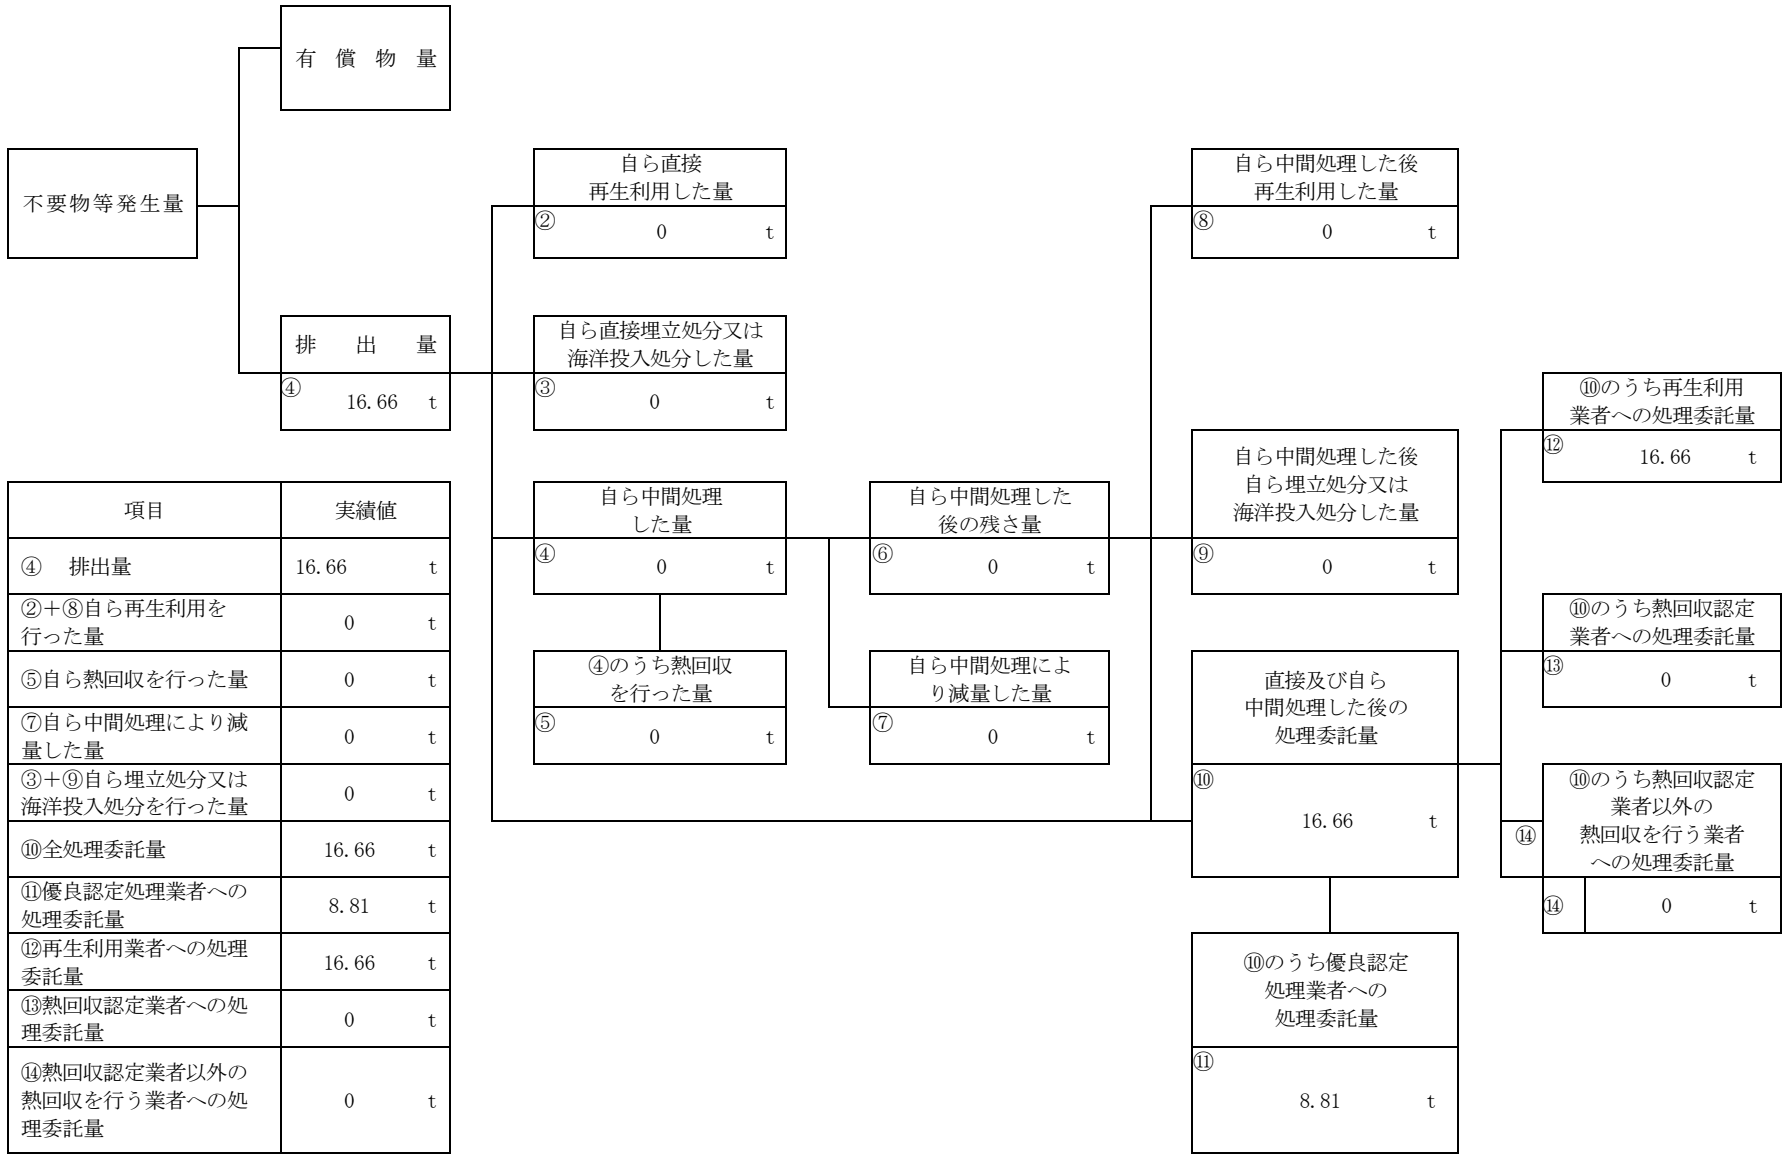 有償物量
不要物等発生量
排出量
④
16.66 t
自ら直接
再生利用した量
②
0 t
自ら直接埋立処分又は
海洋投入処分した量
③
0 t
自ら中間処理
した量
④
0 t
④のうち熱回収
を行った量
⑤
0 t
自ら中間処理した
後の残さ量
⑥
0 t
自ら中間処理によ
り減量した量
⑦
0 t
自ら中間処理した後
再生利用した量
⑧
0 t
自ら中間処理した後
自ら埋立処分又は
海洋投入処分した量
⑨
0 t
直接及び自ら
中間処理した後の
処理委託量
⑩
16.66 t
⑩のうち優良認定
処理業者への
処理委託量
⑪
8.81 t
⑩のうち再生利用
業者への処理委託量
⑫
16.66 t
⑩のうち熱回収認定
業者への処理委託量
⑬
0 t
⑩のうち熱回収認定
業者以外の
熱回収を行う業者
への処理委託量
⑭
⑭
0 t
項目 実績値
④ 排出量 16.66 t
②＋⑧自ら再生利用を
行った量
0 t
⑤自ら熱回収を行った量 0 t
⑦自ら中間処理により減
量した量
0 t
③＋⑨自ら埋立処分又は
海洋投入処分を行った量
0 t
⑩全処理委託量 16.66 t
⑪優良認定処理業者への
処理委託量
8.81 t
⑫再生利用業者への処理
委託量
16.66 t
⑬熱回収認定業者への処
理委託量
0 t
⑭熱回収認定業者以外の
熱回収を行う業者への処
理委託量
0 t